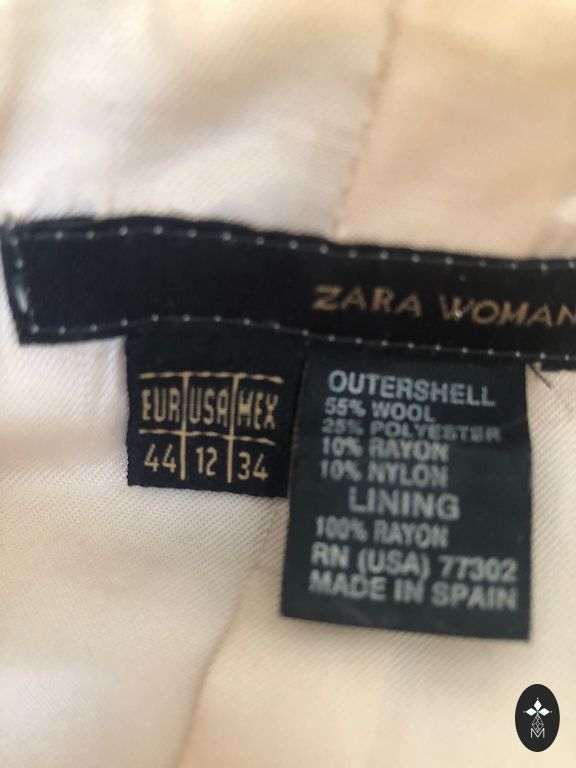 ZARA WOMAN
EUR USA MEX
44 12 34
OUTERSHELL
55% WOOL
25% POLYESTER
10% RAYON
10% NYLON
LINING
100% RAYON
RN (USA) 77302
MADE IN SPAIN
M